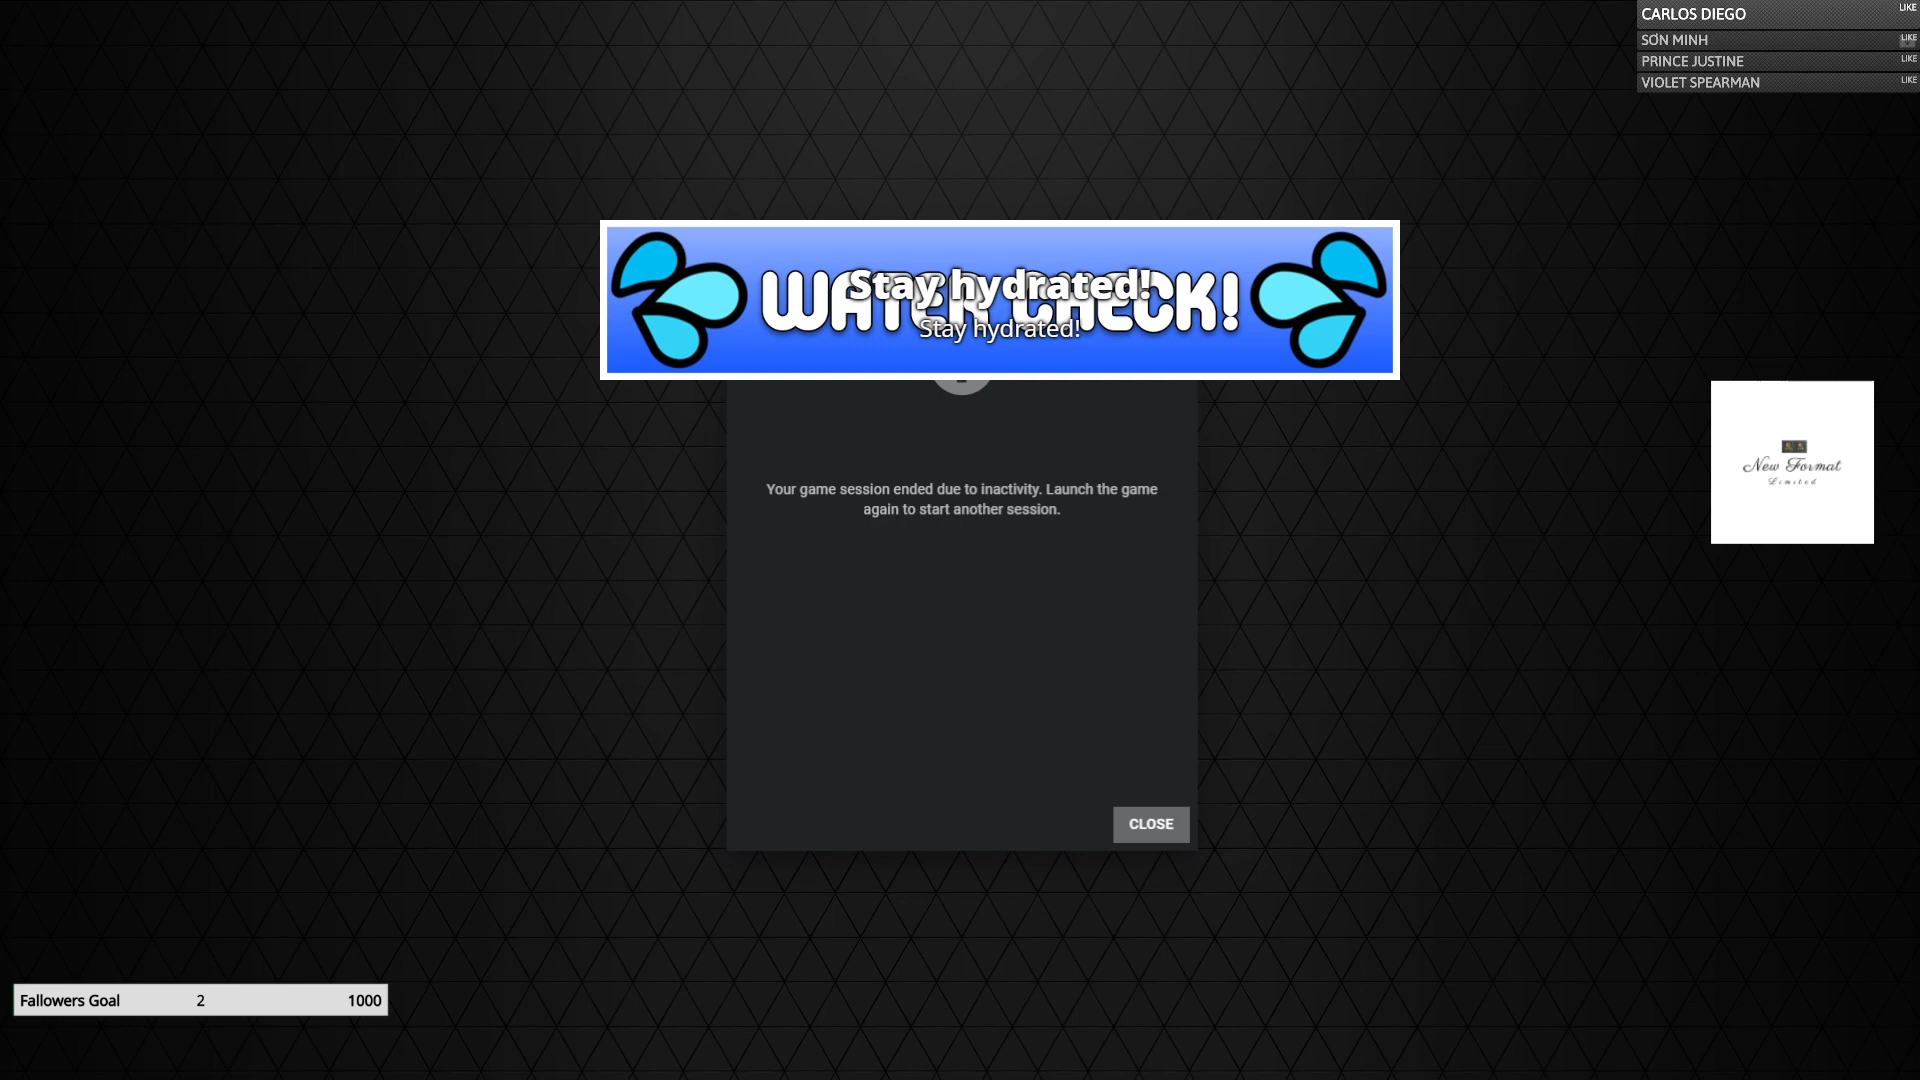 CARLOS DIEGO LIKE
SƠN MINH LIKE
PRINCE JUSTINE LIKE
VIOLET SPEARMAN LIKE
WATER CHECK!
Stay hydrated!
Stay hydrated!
New Format
Limited
Your game session ended due to inactivity. Launch the game
again to start another session.
CLOSE
Fallowers Goal 2 1000